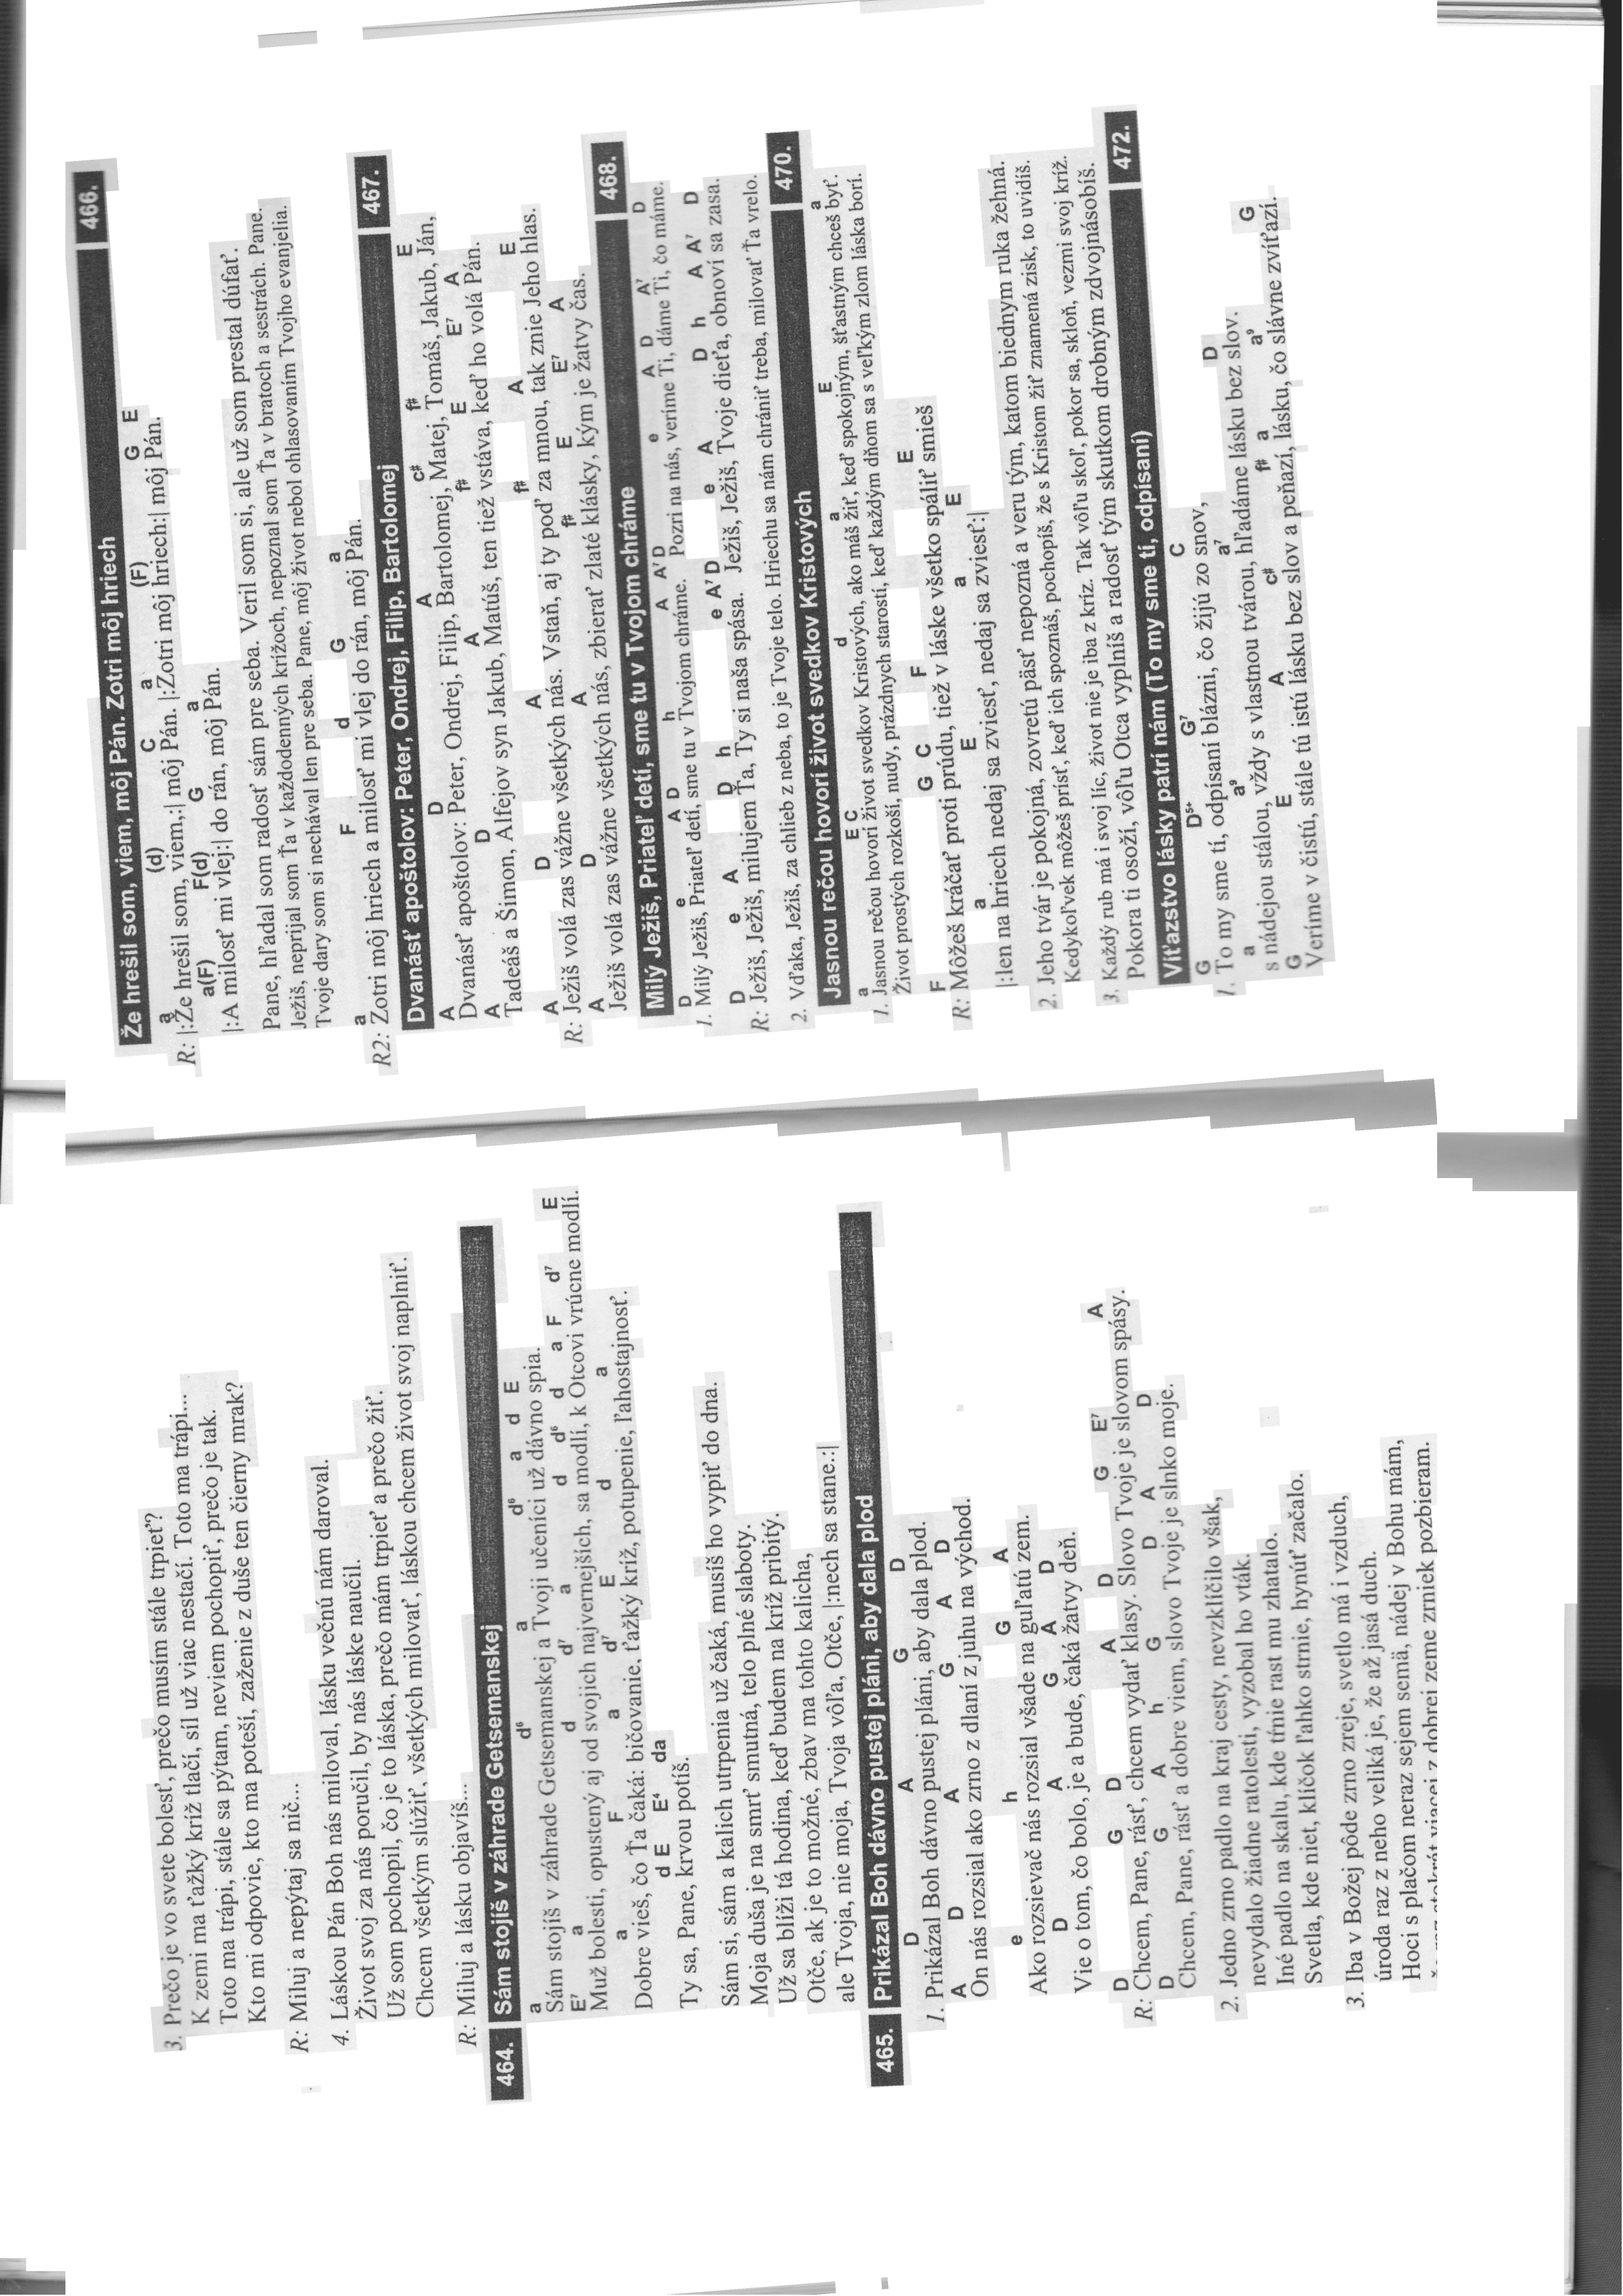 3. Prečo je vo svete bolesť, prečo musím stále trpieť?
K zemi ma ťažký kríž tlačí, síl už viac nestačí. Toto ma trápi...
Toto ma trápi, stále sa pýtam, neviem pochopiť, prečo je tak.
Kto mi odpovie, kto ma poteší, zaženie z duše ten čierny mrak?
R: Miluj a nepýtaj sa nič...
4. Láskou Pán Boh nás miloval, lásku večnú nám daroval.
Život svoj za nás poručil, by nás láske naučil.
Už som pochopil, čo je to láska, prečo mám trpieť a prečo žiť.
Chcem všetkým slúžiť, všetkých milovať, láskou chcem život svoj naplniť.
R: Miluj a lásku objavíš...
464. Sám stojíš v záhrade Getsemanskej
a d⁶ a d⁶ a d E
Sám stojíš v záhrade Getsemanskej a Tvoji učeníci už dávno spia.
E⁷ a d d⁷ a d d⁶ d a F d⁷ E
Muž bolesti, opustený aj od svojich najvernejších, sa modlí, k Otcovi vrúcne modlí.
a F a d⁷ E d a
Dobre vieš, čo Ťa čaká: bičovanie, ťažký kríž, potupenie, ľahostajnosť.
d E E⁴ da
Ty sa, Pane, krvou potíš.
Sám si, sám a kalich utrpenia už čaká, musíš ho vypiť do dna.
Moja duša je na smrť smutná, telo plné slaboty.
Už sa blíži tá hodina, keď budem na kríž pribitý.
Otče, ak je to možné, zbav ma tohto kalicha,
ale Tvoja, nie moja, Tvoja vôľa, Otče, |:nech sa stane.:|
465. Prikázal Boh dávno pustej pláni, aby dala plod
D A G D
1. Prikázal Boh dávno pustej pláni, aby dala plod.
A D A G A D
On nás rozsial ako zrno z dlaní z juhu na východ.
e h G A
Ako rozsievač nás rozsial všade na guľatú zem.
D A G A D
Vie o tom, čo bolo, je a bude, čaká žatvy deň.
D G D A D G E⁷ A
R: Chcem, Pane, rásť, chcem vydať klasy. Slovo Tvoje je slovom spásy.
D G A h G D A D
Chcem, Pane, rásť a dobre viem, slovo Tvoje je slnko moje.
2. Jedno zrno padlo na kraj cesty, nevzklíčilo však,
nevydalo žiadne ratolesti, vyzobal ho vták.
Iné padlo na skalu, kde tŕnie rast mu zhatalo.
Svetla, kde niet, klíčok ľahko strnie, hynúť začalo.
3. Iba v Božej pôde zrno zreje, svetlo má i vzduch,
úroda raz z neho veliká je, že až jasá duch.
Hoci s plačom neraz sejem semä, nádej v Bohu mám,
raz stokrát viacej z dobrej zeme zrniek pozbieram.
Že hrešil som, viem, môj Pán. Zotri môj hriech 466.
a (d) C a (F) G E
R: |:Že hrešil som, viem,:| môj Pán. |:Zotri môj hriech:| môj Pán.
a(F) F(d) G a
|:A milosť mi vlej:| do rán, môj Pán.
Pane, hľadal som radosť sám pre seba. Veril som si, ale už som prestal dúfať.
Ježiš, neprijal som Ťa v každodenných krížoch, nepoznal som Ťa v bratoch a sestrách. Pane.
Tvoje dary som si nechával len pre seba. Pane, môj život nebol ohlasovaním Tvojho evanjelia.
a F d G a
R2: Zotri môj hriech a milosť mi vlej do rán, môj Pán.
Dvanásť apoštolov: Peter, Ondrej, Filip, Bartolomej 467.
A D A c# f# E
Dvanásť apoštolov: Peter, Ondrej, Filip, Bartolomej, Matej, Tomáš, Jakub, Ján,
A D A f# E E⁷ A
Tadeáš a Šimon, Alfejov syn Jakub, Matúš, ten tiež vstáva, keď ho volá Pán.
A D A f# A E
R: Ježiš volá zas vážne všetkých nás. Vstaň, aj ty poď za mnou, tak znie Jeho hlas.
A D A f# E E⁷ A
Ježiš volá zas vážne všetkých nás, zbierať zlaté klásky, kým je žatvy čas.
Milý Ježiš, Priateľ detí, sme tu v Tvojom chráme 468.
D e A D h A A⁷ D e A D A⁷ D
1. Milý Ježiš, Priateľ detí, sme tu v Tvojom chráme. Pozri na nás, veríme Ti, dáme Ti, čo máme.
D e A D h e A⁷ D e A D h A A⁷ D
R: Ježiš, Ježiš, milujem Ťa, Ty si naša spása. Ježiš, Ježiš, Tvoje dieťa, obnoví sa zasa.
2. Vďaka, Ježiš, za chlieb z neba, to je Tvoje telo. Hriechu sa nám chrániť treba, milovať Ťa vrelo.
Jasnou rečou hovorí život svedkov Kristových 470.
a E C d a E a
1. Jasnou rečou hovorí život svedkov Kristových, ako máš žiť, keď spokojným, šťastným chceš byť.
Život prostých rozkoší, nudy, prázdnych starostí, keď každým dňom sa s veľkým zlom láska borí.
F G C F E
R: Môžeš kráčať proti prúdu, tiež v láske všetko spáliť smieš
a E a E
|:len na hriech nedaj sa zviesť, nedaj sa zviesť:|
2. Jeho tvár je pokojná, zovretú päsť nepozná a veru tým, katom biednym ruka žehná.
Kedykoľvek môžeš prísť, keď ich spoznáš, pochopíš, že s Kristom žiť znamená zisk, to uvidíš.
3. Každý rub má i svoj líc, život nie je iba z kríz. Tak vôľu skoľ, pokor sa, skloň, vezmi svoj kríž.
Pokora ti osoží, vôľu Otca vyplníš a radosť tým skutkom drobným zdvojnásobíš.
Víťazstvo lásky patrí nám (To my sme tí, odpísaní) 472.
G D⁵⁺ G⁷ C D
1. To my sme tí, odpísaní blázni, čo žijú zo snov,
a a⁹ a⁷ a⁹ G
s nádejou stálou, vždy s vlastnou tvárou, hľadáme lásku bez slov.
G E A c# f# a
Veríme v čistú, stále tú istú lásku bez slov a peňazí, lásku, čo slávne zvíťazí.